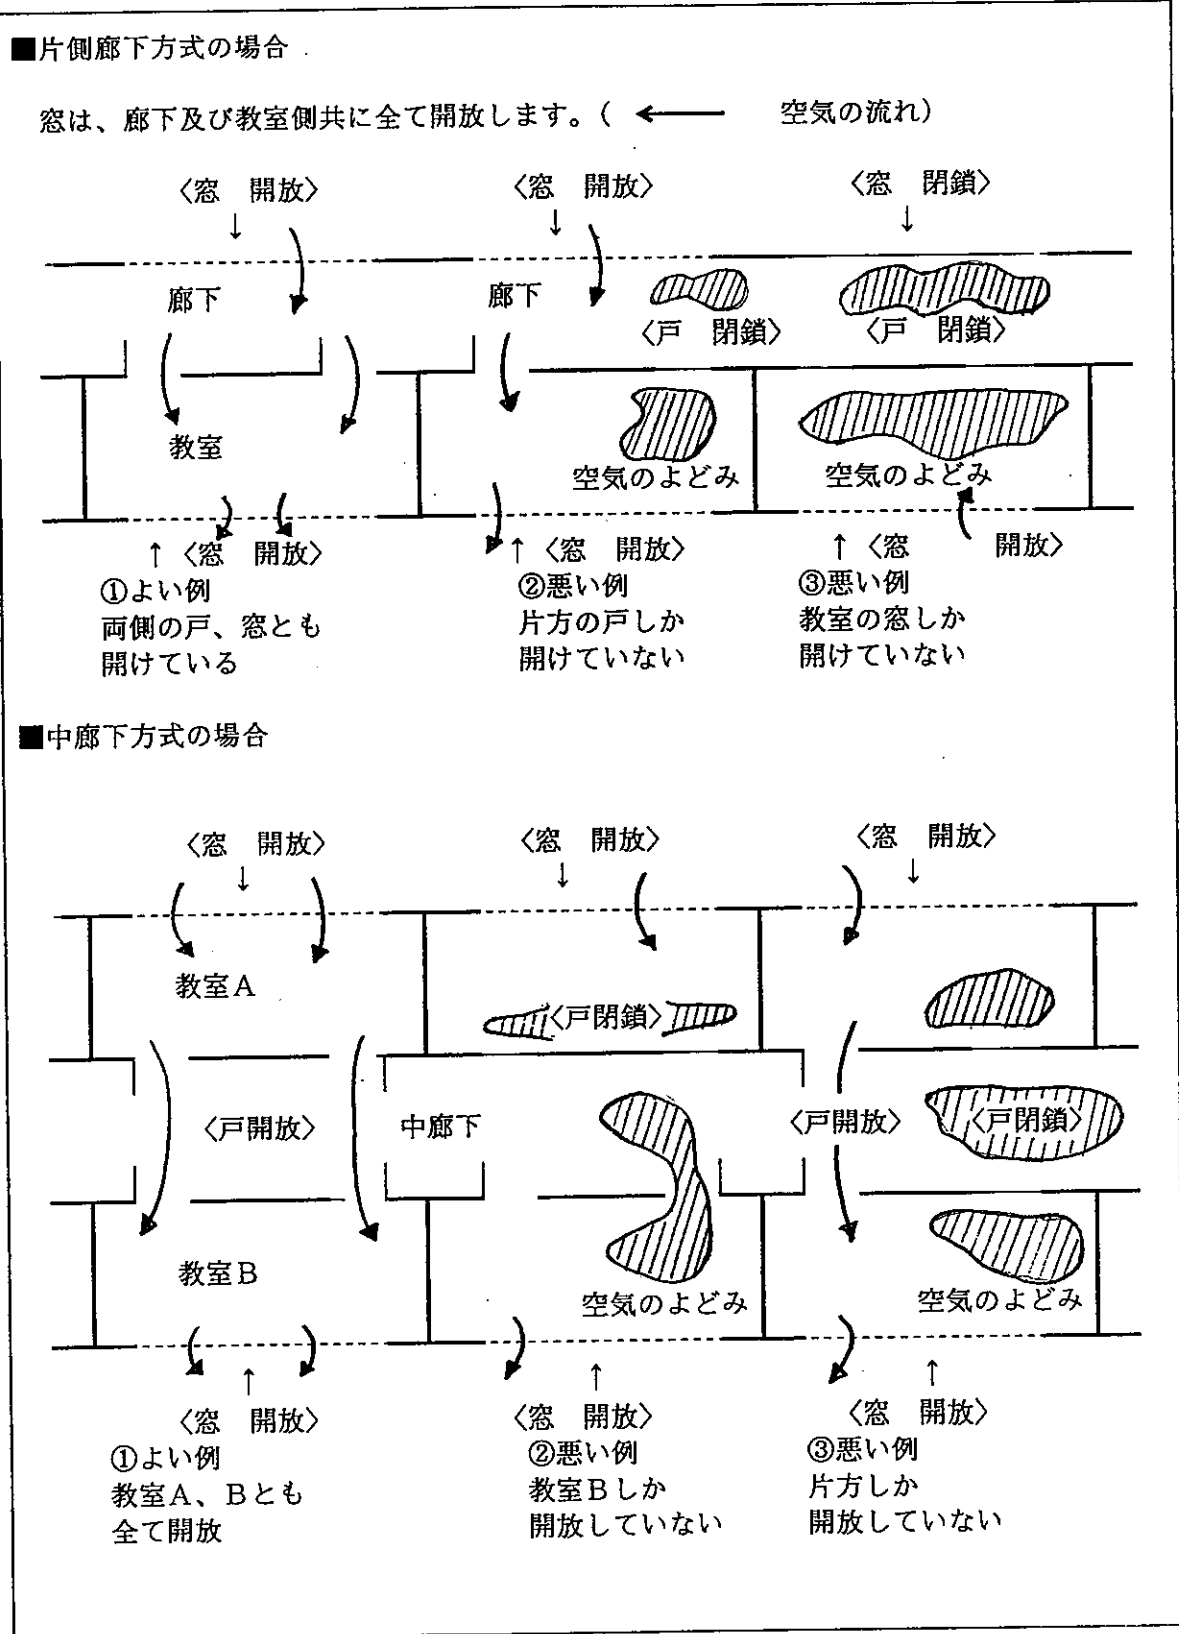 ■片側廊下方式の場合
窓は、廊下及び教室側共に全て開放します。( ← 空気の流れ)
〈窓 開放〉 〈窓 開放〉 〈窓 閉鎖〉
↓ ↓ ↓
廊下 廊下
〈戸 閉鎖〉 〈戸 閉鎖〉
教室
空気のよどみ 空気のよどみ
↑〈窓 開放〉 ↑〈窓 開放〉 ↑〈窓 開放〉
①よい例
両側の戸、窓とも
開けている
②悪い例
片方の戸しか
開けていない
③悪い例
教室の窓しか
開けていない
■中廊下方式の場合
〈窓 開放〉 〈窓 開放〉 〈窓 開放〉
↓ ↓ ↓
教室A
〈戸閉鎖〉
〈戸開放〉 中廊下 〈戸開放〉 〈戸閉鎖〉
教室B
空気のよどみ 空気のよどみ
↑ ↑ ↑
〈窓 開放〉 〈窓 開放〉 〈窓 開放〉
①よい例
教室A、Bとも
全て開放
②悪い例
教室Bしか
開放していない
③悪い例
片方しか
開放していない